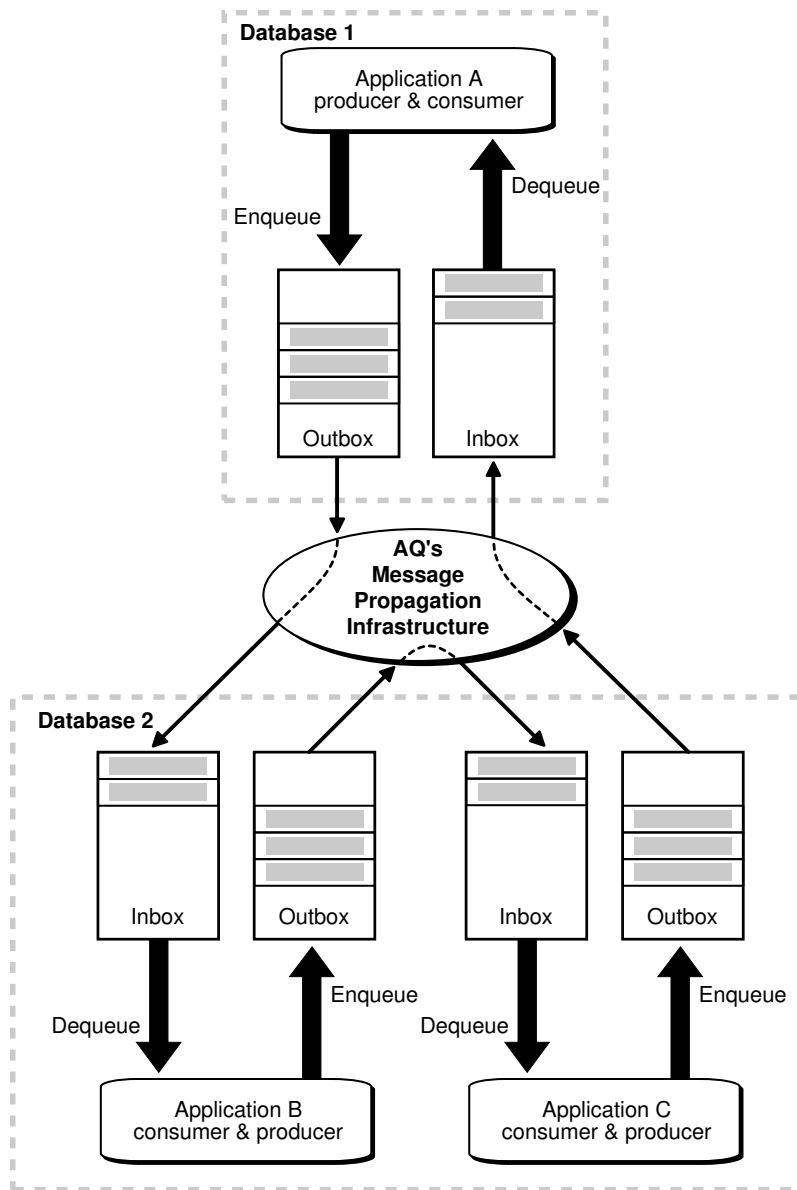 Database 1
Application A
producer & consumer
Dequeue
Enqueue
Outbox
Inbox
AQ's
Message
Propagation
Infrastructure
Database 2
Inbox
Outbox
Inbox
Outbox
Enqueue
Enqueue
Dequeue
Dequeue
Application B
consumer & producer
Application C
consumer & producer